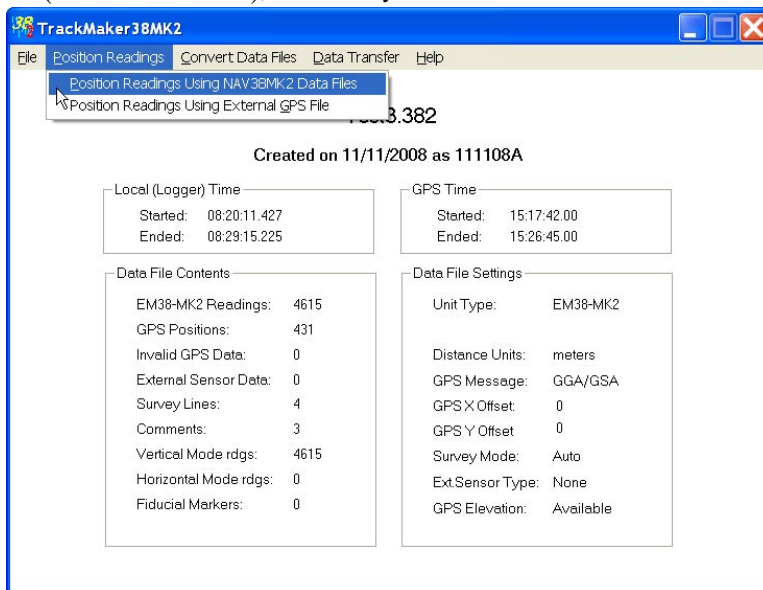 TrackMaker38MK2
File Position Readings Convert Data Files Data Transfer Help
Position Readings Using NAV38MK2 Data Files
Position Readings Using External GPS File
3.382
Created on 11/11/2008 as 111108A
Local (Logger) Time
Started: 08:20:11.427
Ended: 08:29:15.225
GPS Time
Started: 15:17:42.00
Ended: 15:26:45.00
Data File Contents
EM38-MK2 Readings: 4615
GPS Positions: 431
Invalid GPS Data: 0
External Sensor Data: 0
Survey Lines: 4
Comments: 3
Vertical Mode rdgs: 4615
Horizontal Mode rdgs: 0
Fiducial Markers: 0
Data File Settings
Unit Type: EM38-MK2
Distance Units: meters
GPS Message: GGA/GSA
GPS X Offset: 0
GPS Y Offset 0
Survey Mode: Auto
Ext.Sensor Type: None
GPS Elevation: Available